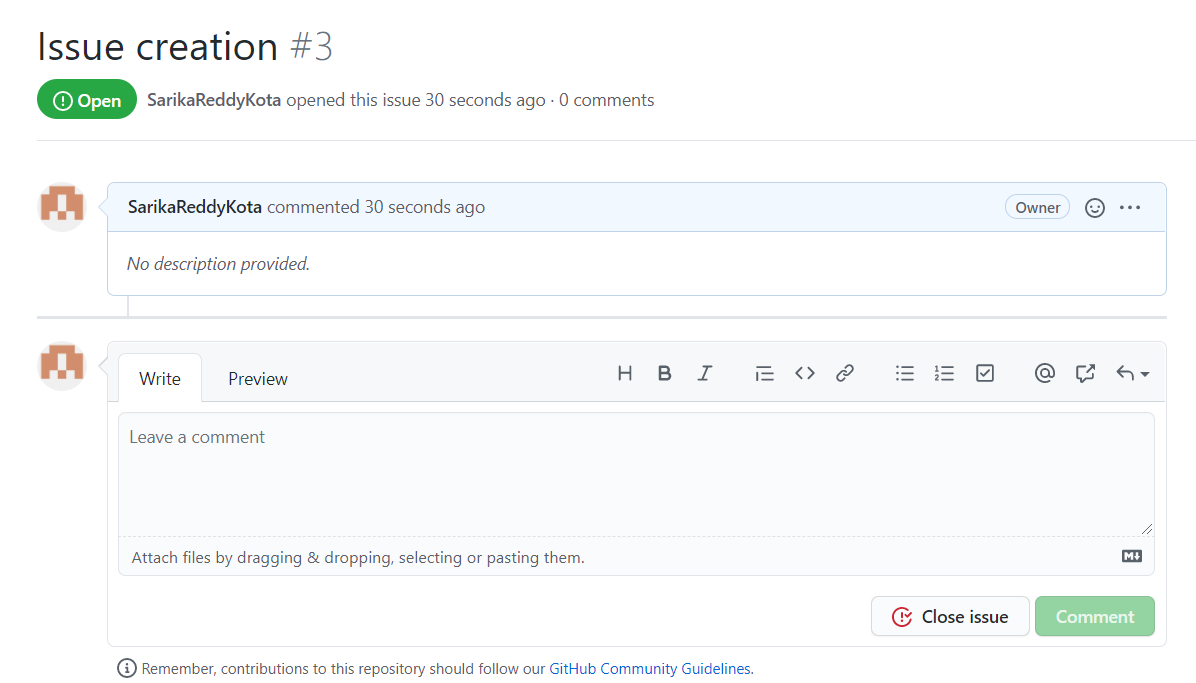 Issue creation #3
Open SarikaReddyKota opened this issue 30 seconds ago · 0 comments
SarikaReddyKota commented 30 seconds ago Owner
No description provided.
Write Preview H B I @
Leave a comment
Attach files by dragging & dropping, selecting or pasting them.
Close issue Comment
Remember, contributions to this repository should follow our GitHub Community Guidelines.